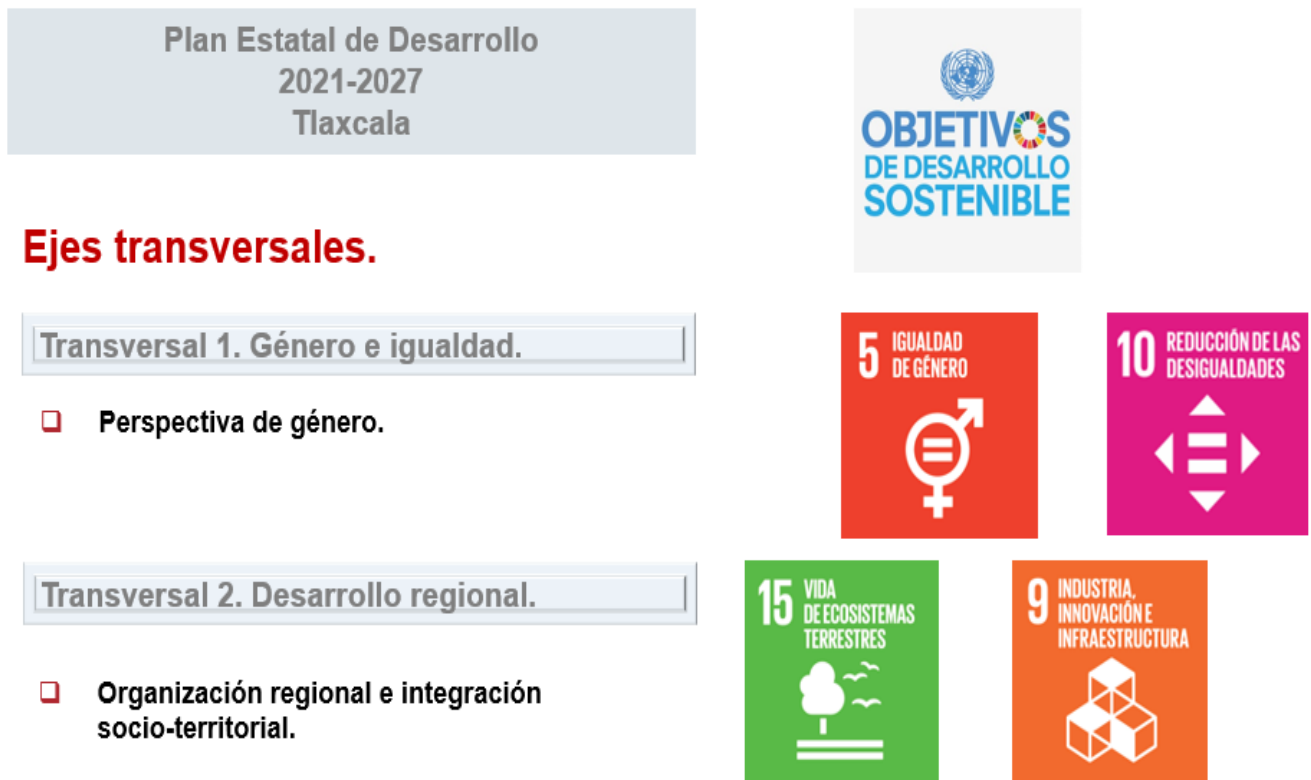 Plan Estatal de Desarrollo
2021-2027
Tlaxcala
OBJETIVOS
DE DESARROLLO
SOSTENIBLE
Ejes transversales.
Transversal 1. Género e igualdad.
Perspectiva de género.
5 IGUALDAD
DE GÉNERO
10 REDUCCIÓN DE LAS
DESIGUALDADES
Transversal 2. Desarrollo regional.
Organización regional e integración
socio-territorial.
15 VIDA
DE ECOSISTEMAS
TERRESTRES
9 INDUSTRIA,
INNOVACIÓN E
INFRAESTRUCTURA